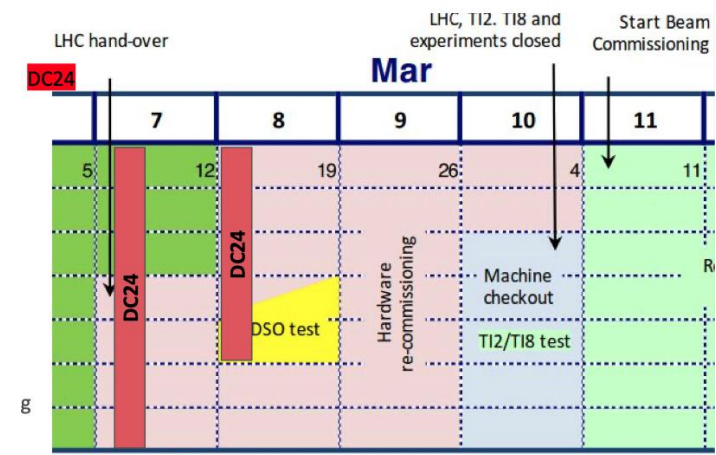 LHC, TI2. TI8 and
experiments closed
Start Beam
Commissioning
LHC hand-over
DC24
Mar
7
8
9
10
11
5
12
19
26
4
11
DC24
DC24
DSO test
Hardware
re-commissioning
Machine
checkout
TI2/TI8 test
R
g